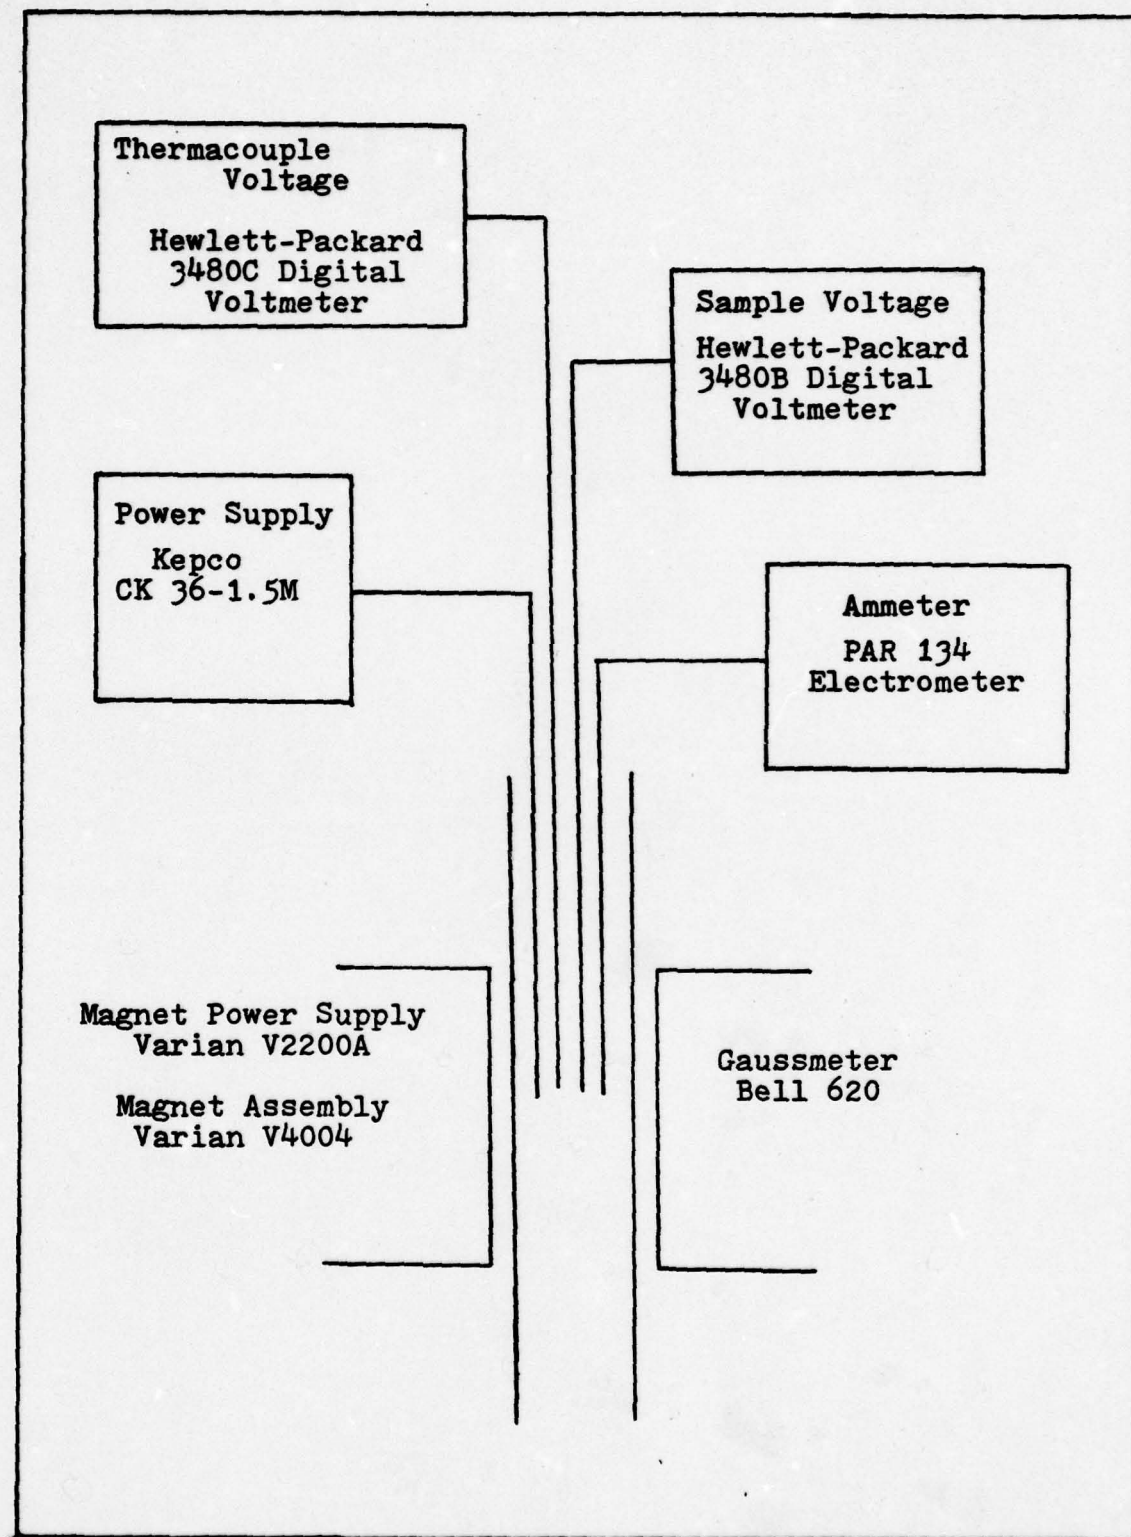 Thermacouple
Voltage
Hewlett-Packard
3480C Digital
Voltmeter
Sample Voltage
Hewlett-Packard
3480B Digital
Voltmeter
Power Supply
Kepco
CK 36-1.5M
Ammeter
PAR 134
Electrometer
Magnet Power Supply
Varian V2200A
Magnet Assembly
Varian V4004
Gaussmeter
Bell 620